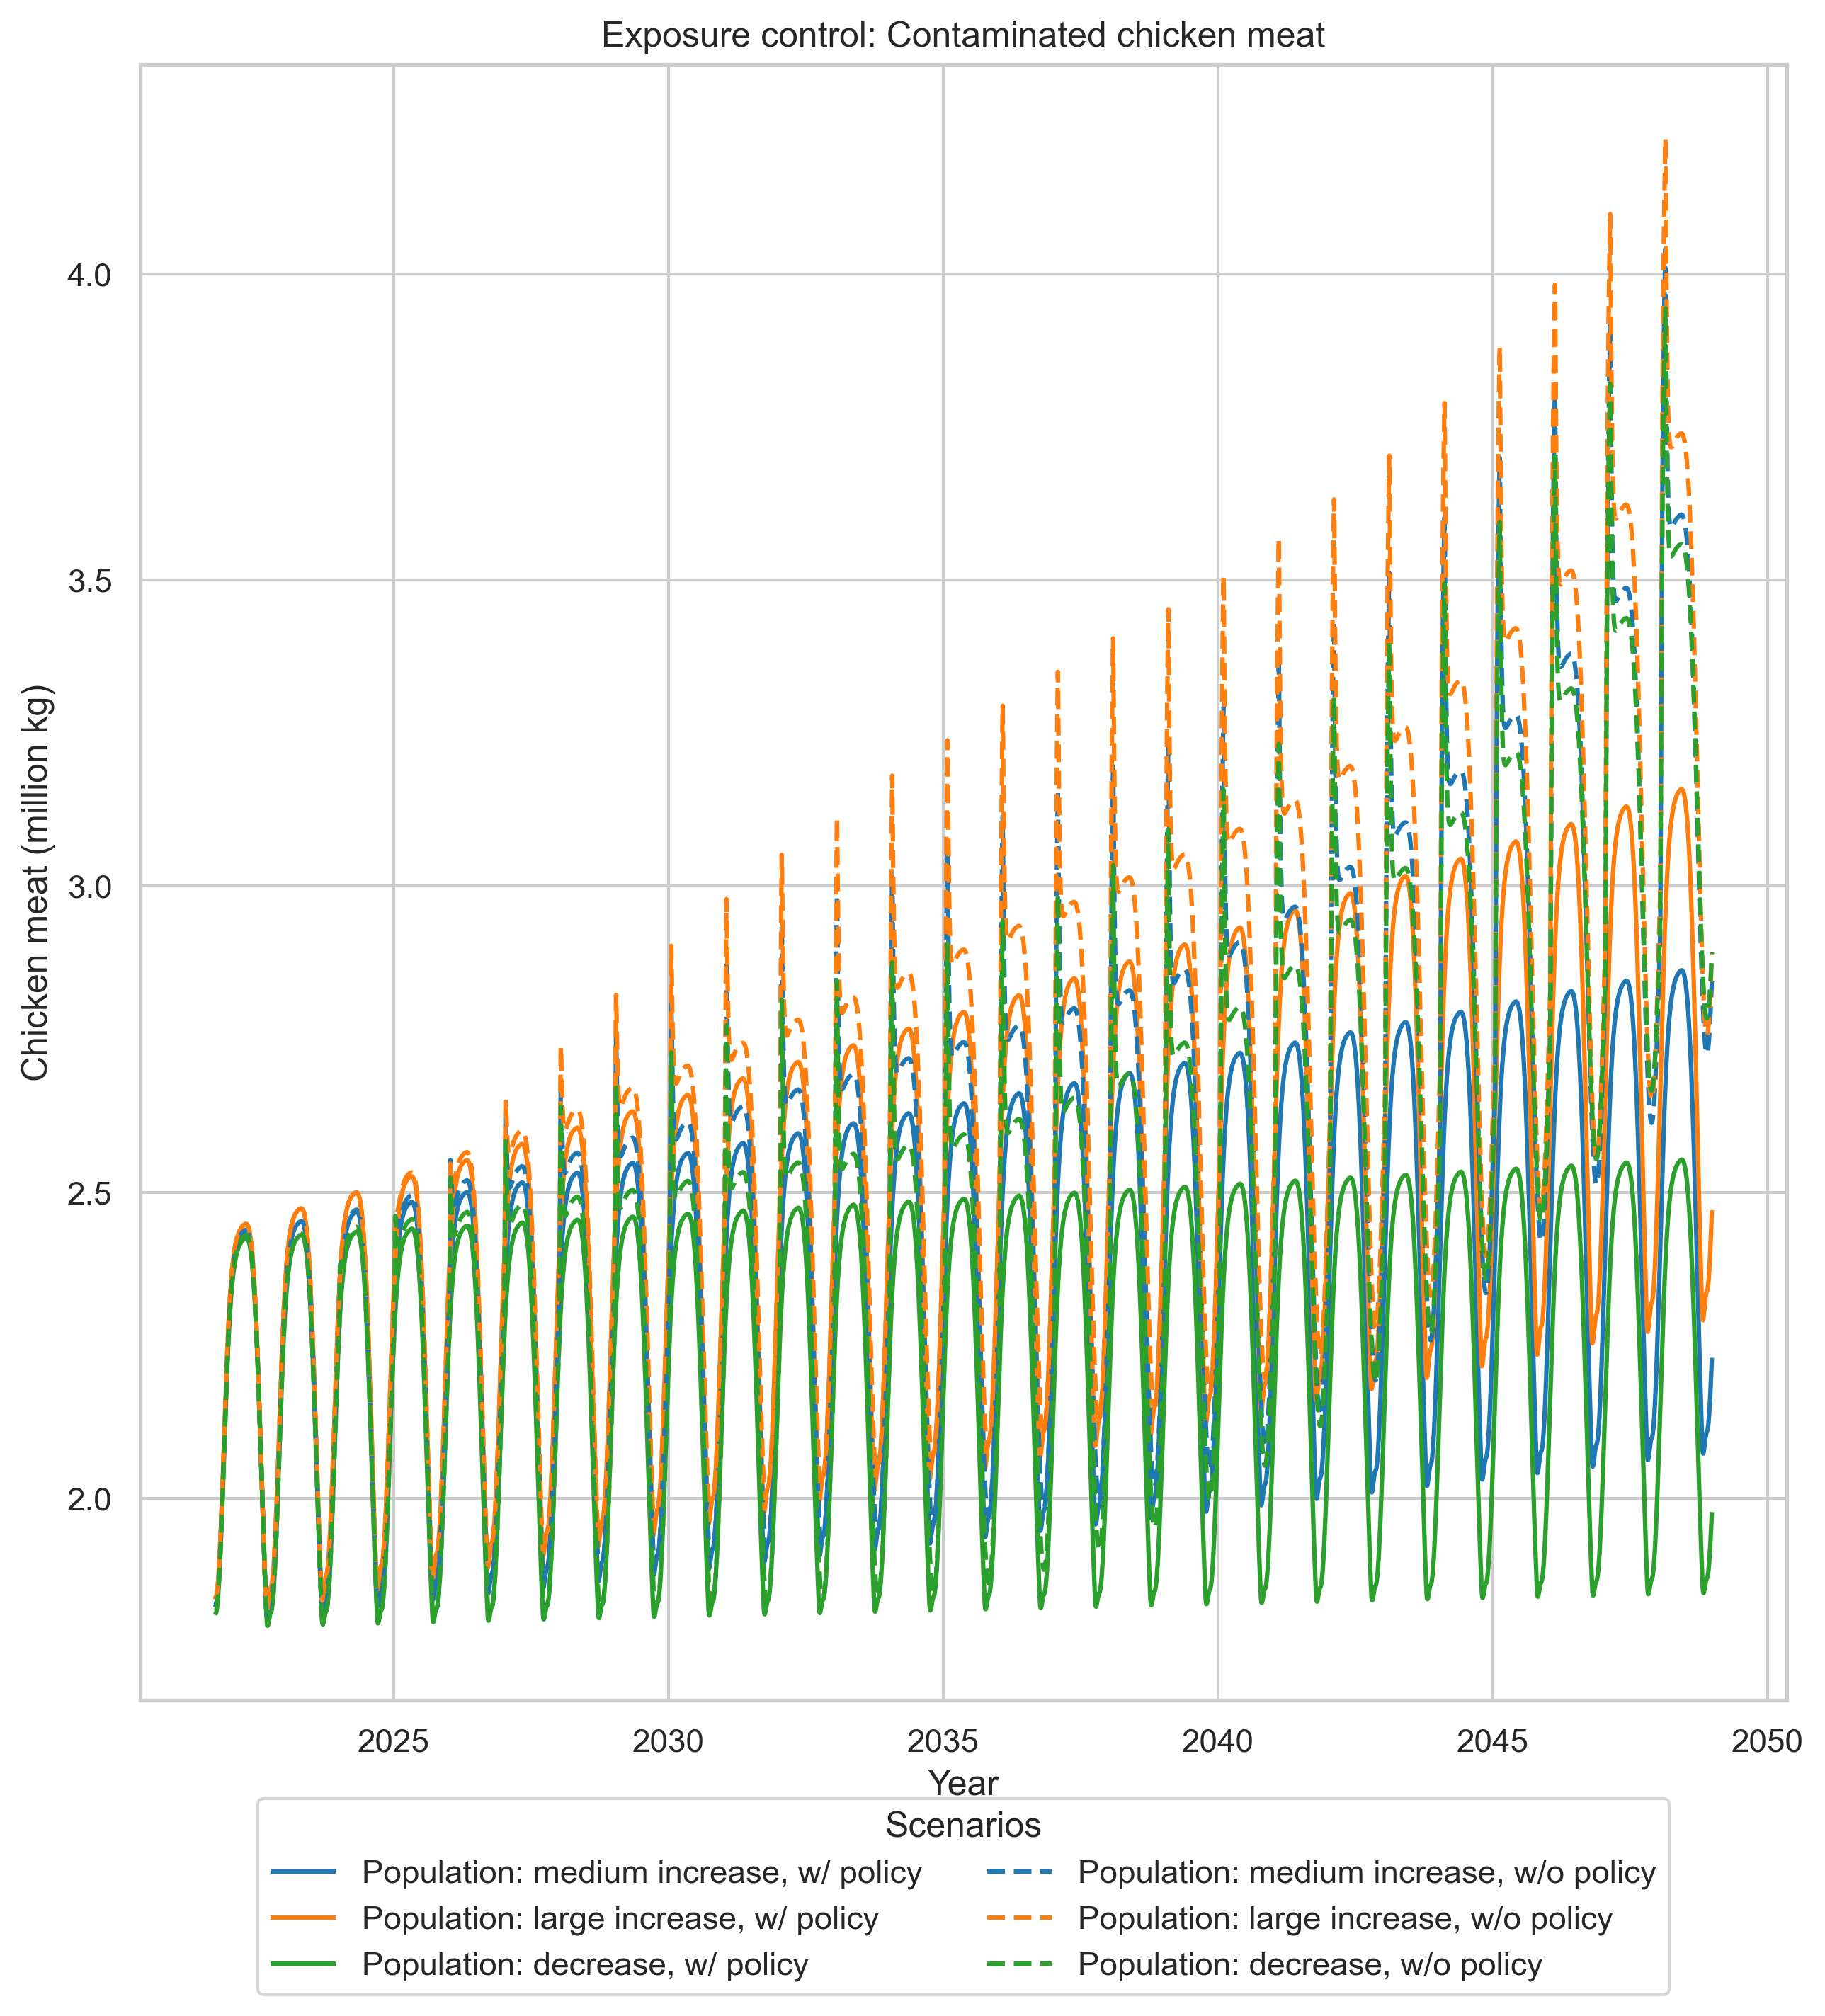 Exposure control: Contaminated chicken meat
Chicken meat (million kg)
4.0
3.5
3.0
2.5
2.0
2025 2030 2035 2040 2045 2050
Year
Scenarios
Population: medium increase, w/ policy
Population: large increase, w/ policy
Population: decrease, w/ policy
Population: medium increase, w/o policy
Population: large increase, w/o policy
Population: decrease, w/o policy